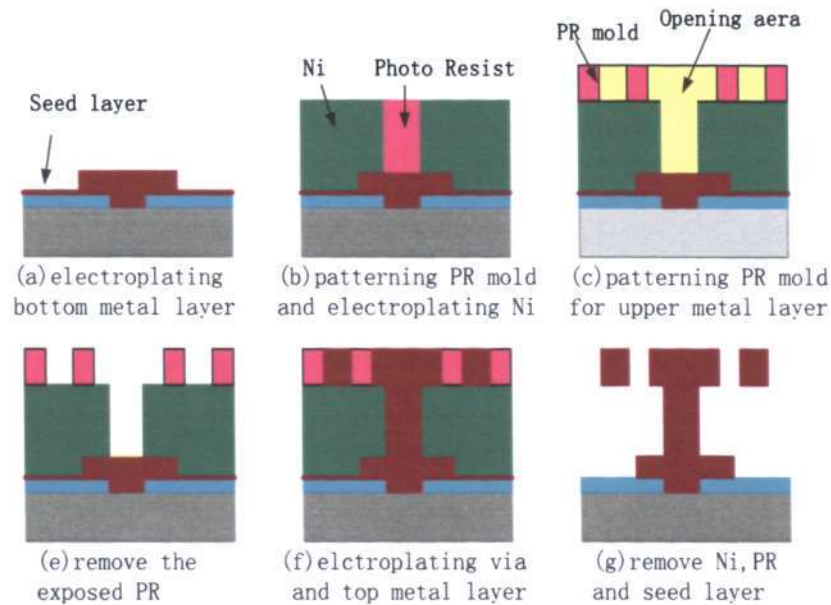 Seed layer
Ni
Photo Resist
PR mold
Opening aera
(a)electroplating
bottom metal layer
(b)patterning PR mold
and electroplating Ni
(c)patterning PR mold
for upper metal layer
(e)remove the
exposed PR
(f)elctroplating via
and top metal layer
(g)remove Ni,PR
and seed layer